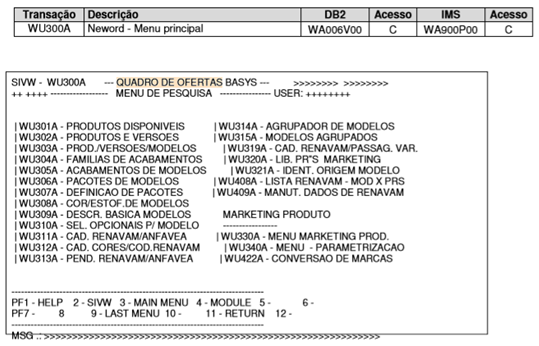 Transação Descrição DB2 Acesso IMS Acesso
WU300A Neword - Menu principal WA006V00 C WA900P00 C
SIVW - WU300A --- QUADRO DE OFERTAS BASYS --- >>>>>>>> >>>>>>>>
++ ++++ ------------------ MENU DE PESQUISA ---------------- USER: ++++++++
|WU301A - PRODUTOS DISPONIVEIS |WU314A - AGRUPADOR DE MODELOS
|WU302A - PRODUTOS E VERSOES |WU315A - MODELOS AGRUPADOS
|WU303A - PROD./VERSOES/MODELOS |WU319A - CAD. RENAVAM/PASSAG. VAR.
|WU304A - FAMILIAS DE ACABAMENTOS |WU320A - LIB. PR"S MARKETING
|WU305A - ACABAMENTOS DE MODELOS |WU321A - IDENT. ORIGEM MODELO
|WU306A - PACOTES DE MODELOS |WU408A - LISTA RENAVAM - MOD X PRS
|WU307A - DEFINICAO DE PACOTES |WU409A - MANUT. DADOS DE RENAVAM
|WU308A - COR/ESTOF.DE MODELOS
|WU309A - DESCR. BASICA MODELOS MARKETING PRODUTO
|WU310A - SEL. OPCIONAIS P/ MODELO -----------------
|WU311A - CAD. RENAVAM/ANFAVEA |WU330A - MENU MARKETING PROD.
|WU312A - CAD. CORES/COD.RENAVAM |WU340A - MENU - PARAMETRIZACAO
|WU313A - PEND. RENAVAM/ANFAVEA |WU422A - CONVERSAO DE MARCAS
------------------------------------------------------------------------
PF1 - HELP 2 - SIVW 3 - MAIN MENU 4 - MODULE 5 - 6 -
PF7 - 8 9 - LAST MENU 10 - 11 - RETURN 12 -
------------------------------------------------------------------------
MSG .: >>>>>>>>>>>>>>>>>>>>>>>>>>>>>>>>>>>>>>>>>>>>>>>>>>>>>>>>>>>>>>>